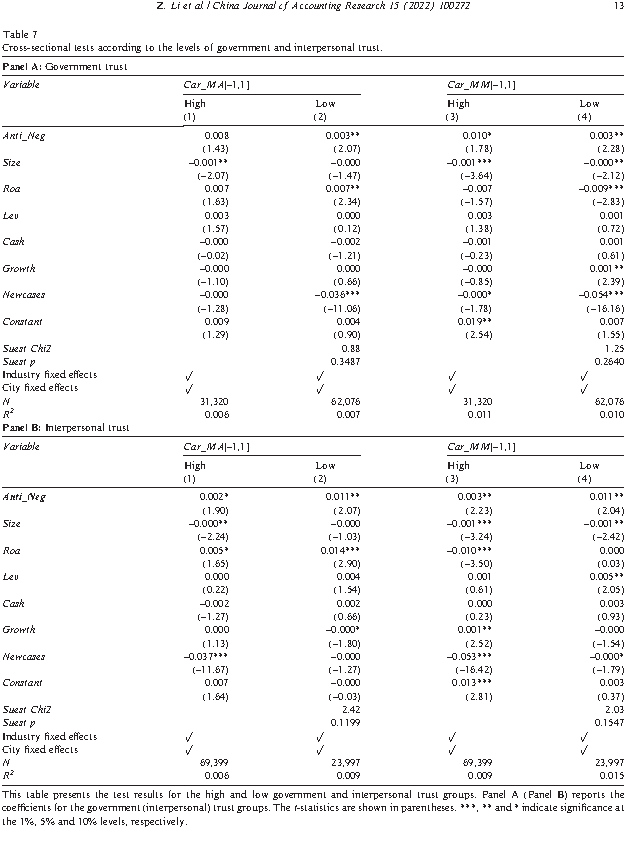 Z. Li et al / China Journal of Accounting Research 15 (2022) 100272 13
Table 7
Cross-sectional tests according to the levels of government and interpersonal trust.
Panel A: Government trust
Variable Car_MA[–1,1] Car_MM[–1,1]
High Low High Low
(1) (2) (3) (4)
Anti_Neg 0.008 0.003** 0.010* 0.003**
(1.43) (2.07) (1.78) (2.28)
Size –0.001** –0.000 –0.001*** –0.000**
(–2.07) (–1.47) (–3.64) (–2.12)
Roa 0.007 0.007** –0.007 –0.009***
(1.63) (2.34) (–1.57) (–2.83)
Lev 0.003 0.000 0.003 0.001
(1.57) (0.12) (1.38) (0.72)
Cash –0.000 –0.002 –0.001 0.001
(–0.02) (–1.21) (–0.23) (0.61)
Growth –0.000 0.000 –0.000 0.001**
(–1.10) (0.66) (–0.85) (2.39)
Newcases –0.000 –0.036*** –0.000* –0.054***
(–1.28) (–11.06) (–1.78) (–16.16)
Constant 0.009 0.004 0.019** 0.007
(1.29) (0.90) (2.54) (1.55)
Suest Chi2 0.88 1.25
Suest p 0.3487 0.2640
Industry fixed effects ✓ ✓ ✓ ✓
City fixed effects ✓ ✓ ✓ ✓
N 31,320 62,076 31,320 62,076
R² 0.006 0.007 0.011 0.010
Panel B: Interpersonal trust
Variable Car_MA[–1,1] Car_MM[–1,1]
High Low High Low
(1) (2) (3) (4)
Anti_Neg 0.002* 0.011** 0.003** 0.011**
(1.90) (2.07) (2.23) (2.04)
Size –0.000** –0.000 –0.001*** –0.001**
(–2.24) (–1.03) (–3.24) (–2.42)
Roa 0.005* 0.014*** –0.010*** 0.000
(1.65) (2.90) (–3.50) (0.03)
Lev 0.000 0.004 0.001 0.005**
(0.22) (1.54) (0.61) (2.05)
Cash –0.002 0.002 0.000 0.003
(–1.27) (0.66) (0.23) (0.93)
Growth 0.000 –0.000* 0.001** –0.000
(1.13) (–1.80) (2.52) (–1.54)
Newcases –0.037*** –0.000 –0.053*** –0.000*
(–11.67) (–1.27) (–16.42) (–1.79)
Constant 0.007 –0.000 0.013*** 0.003
(1.64) (–0.03) (2.81) (0.37)
Suest Chi2 2.42 2.03
Suest p 0.1199 0.1547
Industry fixed effects ✓ ✓ ✓ ✓
City fixed effects ✓ ✓ ✓ ✓
N 69,399 23,997 69,399 23,997
R² 0.006 0.009 0.009 0.015
This table presents the test results for the high and low government and interpersonal trust groups. Panel A (Panel B) reports the
coefficients for the government (interpersonal) trust groups. The t-statistics are shown in parentheses. ***, ** and * indicate significance at
the 1%, 5% and 10% levels, respectively.